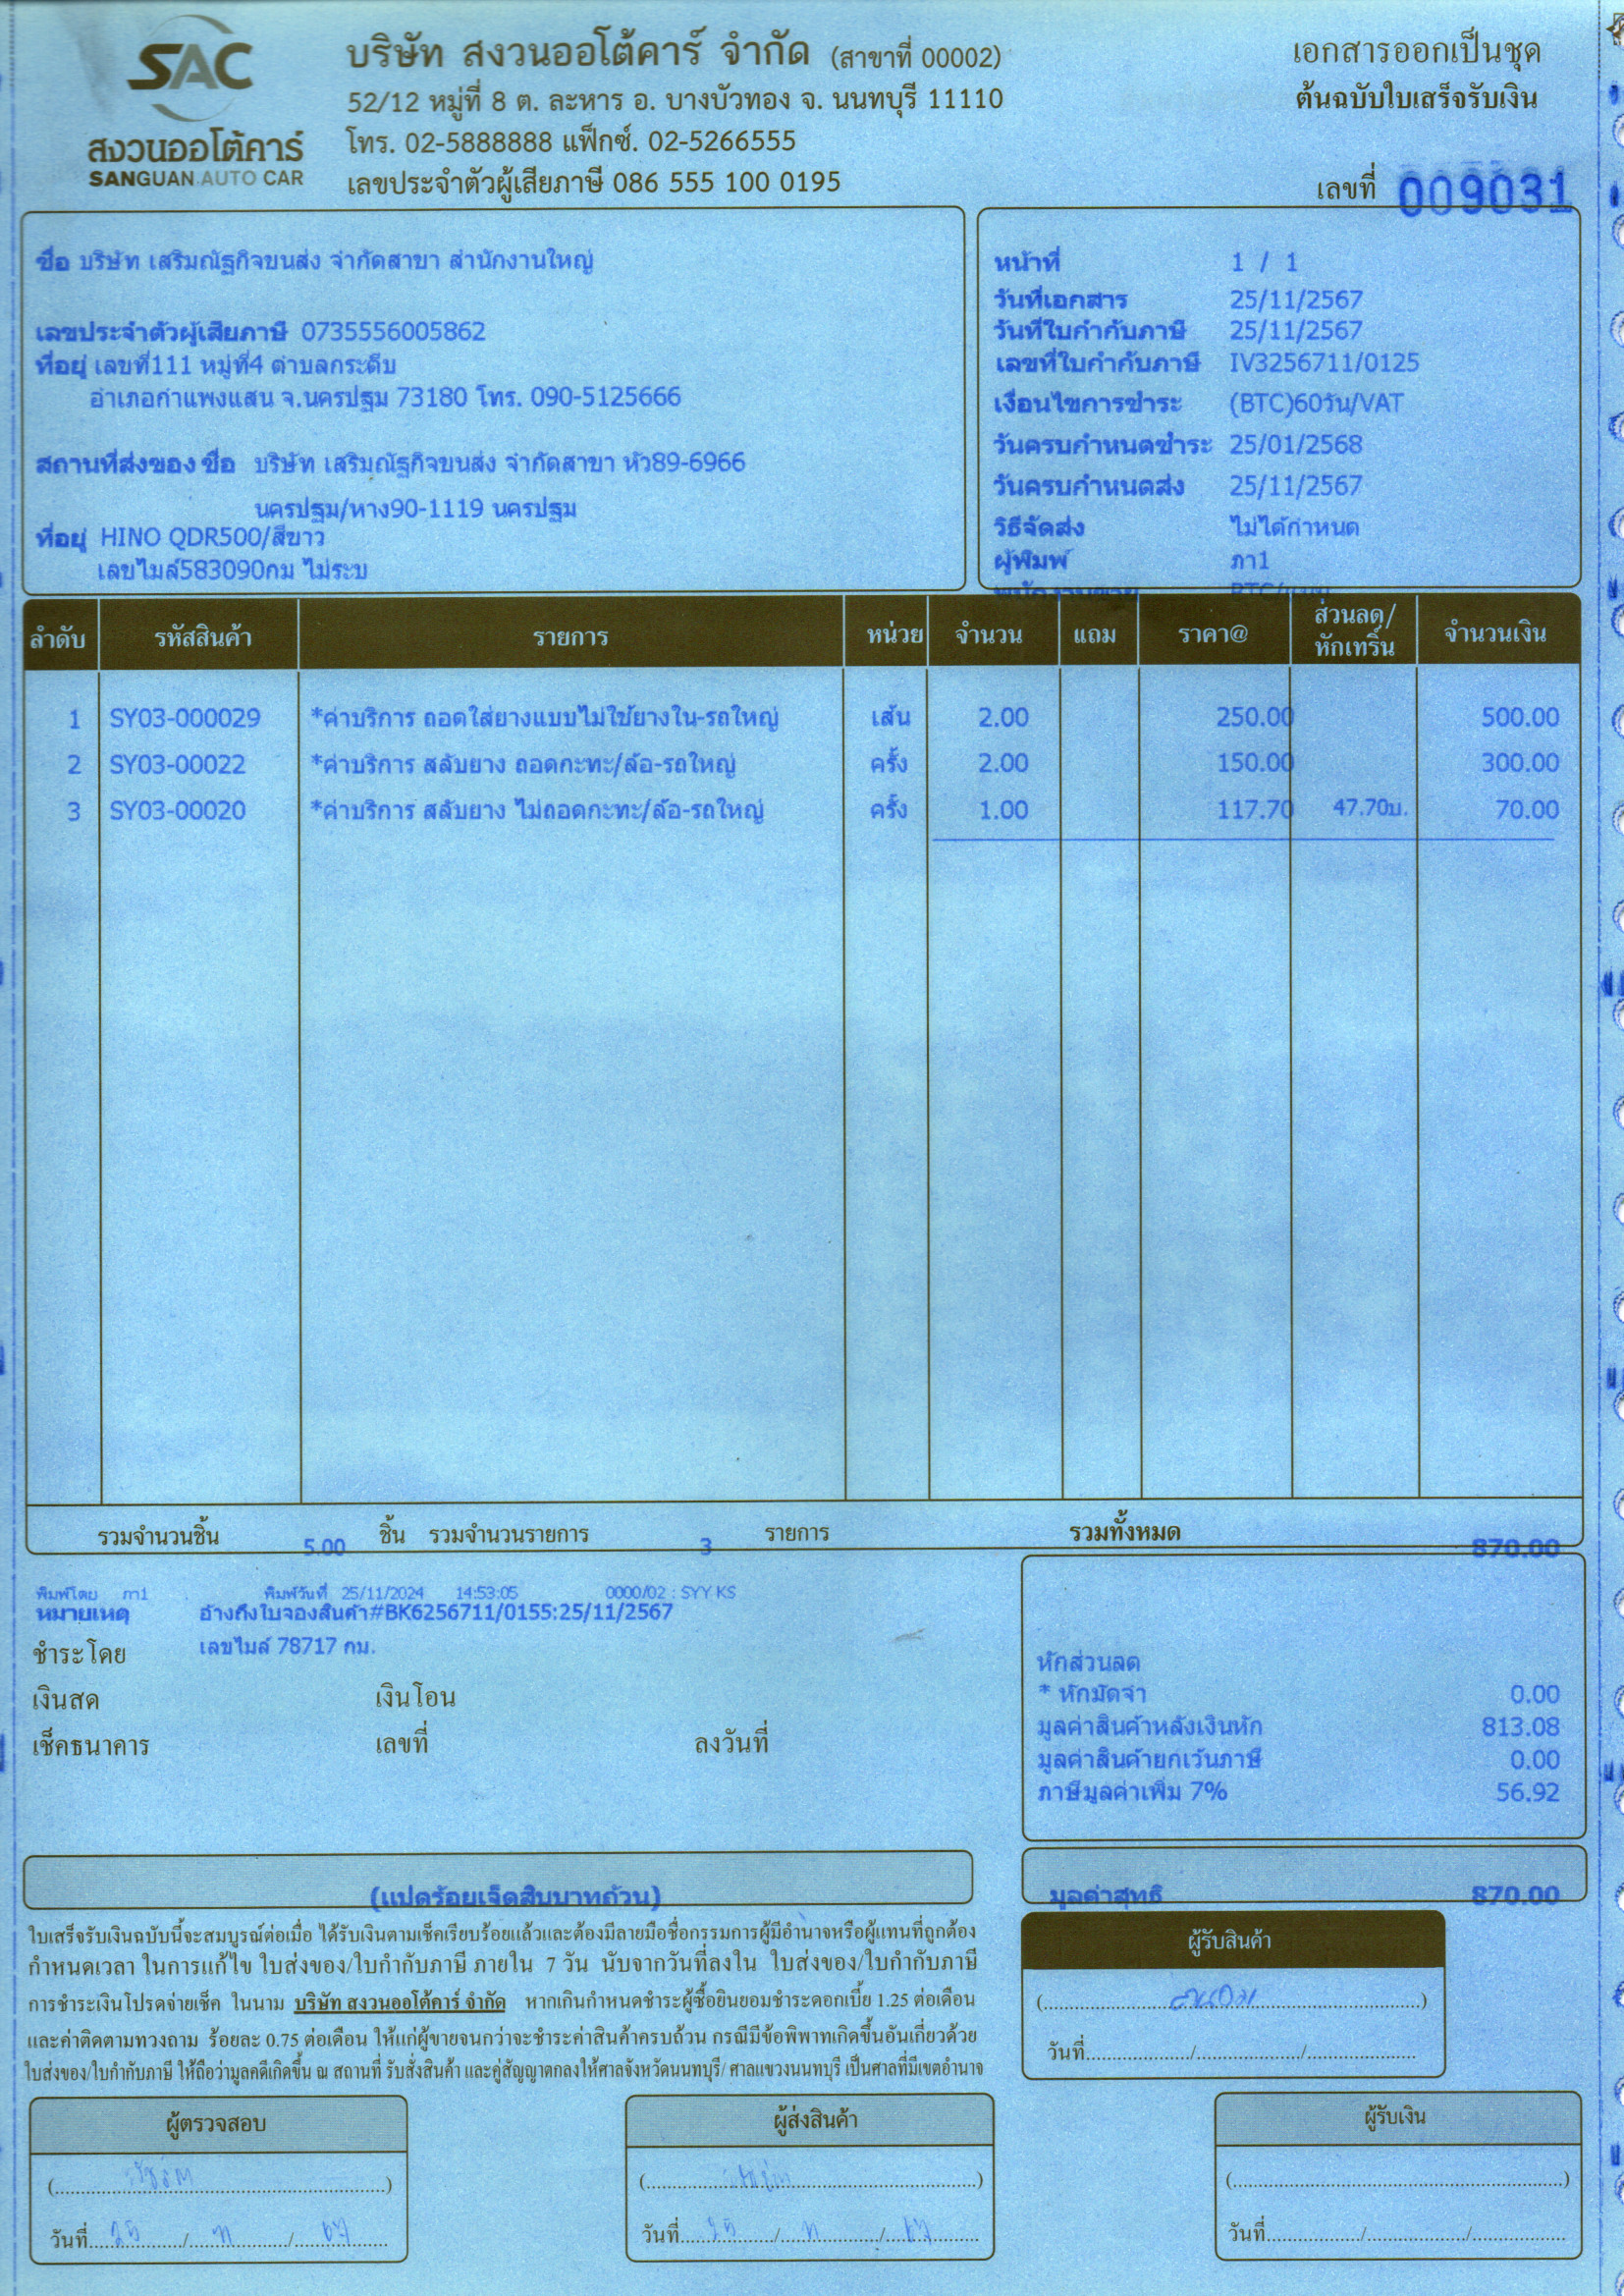 SAC
สงวนออโต้คาร์
SANGUAN AUTO CAR
บริษัท สงวนออโต้คาร์ จำกัด (สาขาที่ 00002)
52/12 หมู่ที่ 8 ต. ละหาร อ. บางบัวทอง จ. นนทบุรี 11110
โทร. 02-5888888 แฟ็กซ์. 02-5266555
เลขประจำตัวผู้เสียภาษี 086 555 100 0195
เอกสารออกเป็นชุด
ต้นฉบับใบเสร็จรับเงิน
เลขที่ 009031
ชื่อ บริษัท เสริมณัฐกิจขนส่ง จำกัดสาขา สำนักงานใหญ่
เลขประจำตัวผู้เสียภาษี 0735556005862
ที่อยู่ เลขที่111 หมู่ที่4 ตำบลกระตีบ
อำเภอกำแพงแสน จ.นครปฐม 73180 โทร. 090-5125666
สถานที่ส่งของ ชื่อ บริษัท เสริมณัฐกิจขนส่ง จำกัดสาขา หัว89-6966
นครปฐม/หาง90-1119 นครปฐม
ที่อยู่ HINO QDR500/สีขาว
เลขไมล์583090กม ไม่ระบ
หน้าที่ 1 / 1
วันที่เอกสาร 25/11/2567
วันที่ใบกำกับภาษี 25/11/2567
เลขที่ใบกำกับภาษี IV3256711/0125
เงื่อนไขการชำระ (BTC)60วัน/VAT
วันครบกำหนดชำระ 25/01/2568
วันครบกำหนดส่ง 25/11/2567
วิธีจัดส่ง ไม่ได้กำหนด
ผู้พิมพ์ ภา1
ลำดับ รหัสสินค้า รายการ หน่วย จำนวน แถม ราคา@ ส่วนลด/หักเทริ์น จำนวนเงิน
1 SY03-000029 *ค่าบริการ ถอดใส่ยางแบบไม่ใช้ยางใน-รถใหญ่ เส้น 2.00 250.00 500.00
2 SY03-00022 *ค่าบริการ สลับยาง ถอดกะทะ/ล้อ-รถใหญ่ ครั้ง 2.00 150.00 300.00
3 SY03-00020 *ค่าบริการ สลับยาง ไม่ถอดกะทะ/ล้อ-รถใหญ่ ครั้ง 1.00 117.70 47.70บ. 70.00
รวมจำนวนชิ้น 5.00 ชิ้น รวมจำนวนรายการ 3 รายการ รวมทั้งหมด 870.00
พิมพ์โดย ภา1 พิมพ์วันที่ 25/11/2024 14:53:05 0000/02 : SYY KS
หมายเหตุ อ้างถึงใบจองสินค้า#BK6256711/0155:25/11/2567
เลขไมล์ 78717 กม.
ชำระโดย
เงินสด เงินโอน
เช็คธนาคาร เลขที่ ลงวันที่
หักส่วนลด
* หักมัดจำ 0.00
มูลค่าสินค้าหลังเงินหัก 813.08
มูลค่าสินค้ายกเว้นภาษี 0.00
ภาษีมูลค่าเพิ่ม 7% 56.92
(แปดร้อยเจ็ดสิบบาทถ้วน)
มูลค่าสุทธิ 870.00
ใบเสร็จรับเงินฉบับนี้จะสมบูรณ์ต่อเมื่อ ได้รับเงินตามเช็คเรียบร้อยแล้วและต้องมีลายมือชื่อกรรมการผู้มีอำนาจหรือผู้แทนที่ถูกต้อง
กำหนดเวลา ในการแก้ไข ใบส่งของ/ใบกำกับภาษี ภายใน 7 วัน นับจากวันที่ลงใน ใบส่งของ/ใบกำกับภาษี
การชำระเงินโปรดจ่ายเช็ค ในนาม บริษัท สงวนออโต้คาร์ จำกัด หากเกินกำหนดชำระผู้ซื้อยินยอมชำระดอกเบี้ย 1.25 ต่อเดือน
และค่าติดตามทวงถาม ร้อยละ 0.75 ต่อเดือน ให้แก่ผู้ขายจนกว่าจะชำระค่าสินค้าครบถ้วน กรณีมีข้อพิพาทเกิดขึ้นอันเกี่ยวด้วย
ใบส่งของ/ใบกำกับภาษี ให้ถือว่ามูลคดีเกิดขึ้น ณ สถานที่ รับสั่งสินค้า และคู่สัญญาตกลงให้ศาลจังหวัดนนทบุรี/ ศาลแขวงนนทบุรี เป็นศาลที่มีเขตอำนาจ
ผู้รับสินค้า
วันที่
ผู้ตรวจสอบ
วันที่ 25 / 11 / 67
ผู้ส่งสินค้า
วันที่ 25 / 11 / 67
ผู้รับเงิน
วันที่